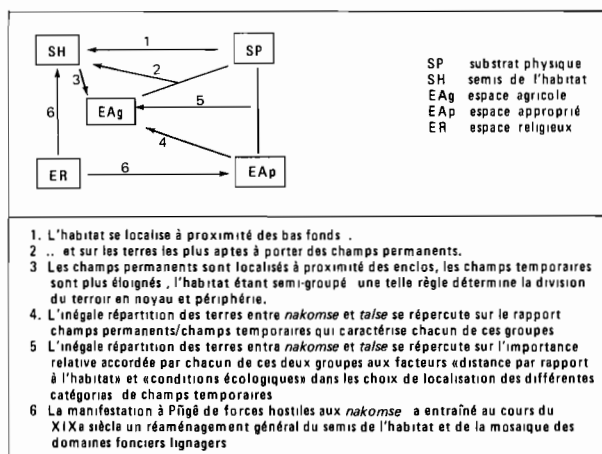 1
SH
SP
2
3
5
EAg
6
4
ER
6
EAp
SP substrat physique
SH semis de l'habitat
EAg espace agricole
EAp espace approprié
ER espace religieux
1. L'habitat se localise à proximité des bas fonds .
2 .. et sur les terres les plus aptes à porter des champs permanents.
3 Les champs permanents sont localisés à proximité des enclos, les champs temporaires
sont plus éloignés , l'habitat étant semi-groupé une telle règle détermine la division
du terroir en noyau et périphérie.
4. L'inégale répartition des terres entre nakomse et talse se répercute sur le rapport
champs permanents/champs temporaires qui caractérise chacun de ces groupes
5 L'inégale répartition des terres entra nakomse et talse se répercute sur l'importance
relative accordée par chacun de ces deux groupes aux facteurs «distance par rapport
à l'habitat» et «conditions écologiques» dans les choix de localisation des différentes
catégories de champs temporaires
6 La manifestation à Pũgẽ de forces hostiles aux nakomse a entraîné au cours du
XIXe siècle un réaménagement général du semis de l'habitat et de la mosaïque des
domaines fonciers lignagers